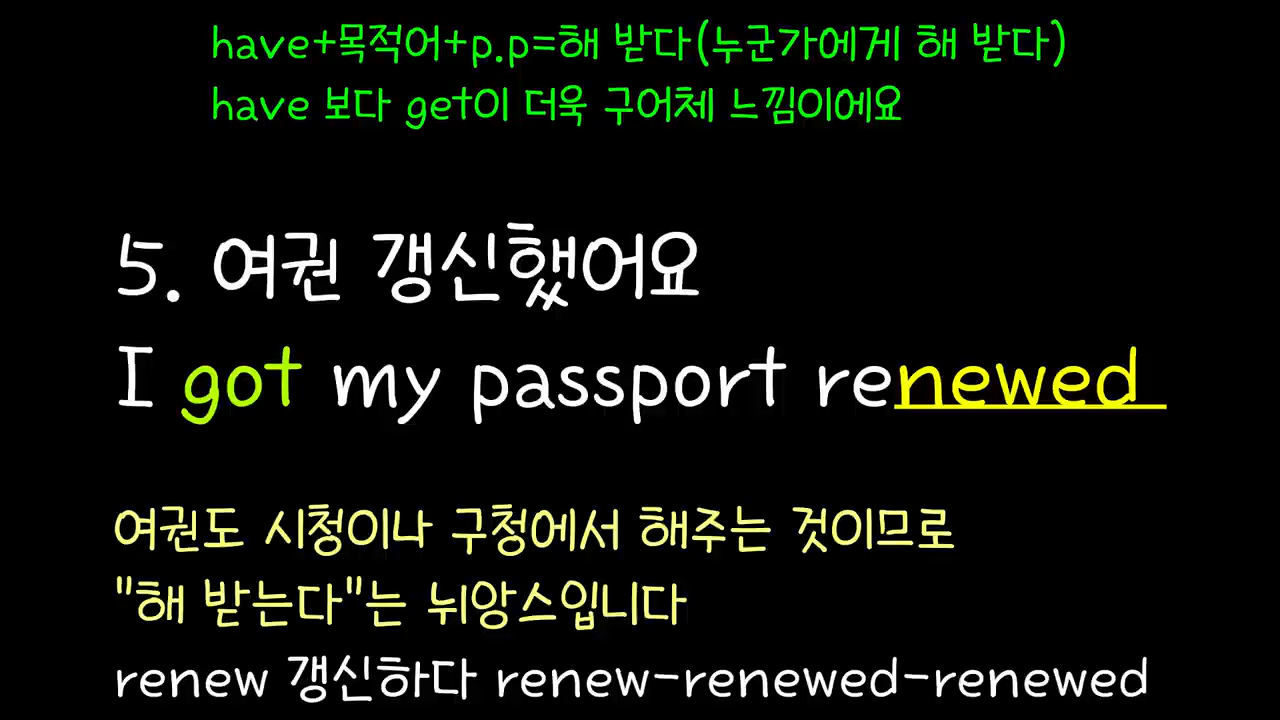 have+목적어+p.p=해 받다(누군가에게 해 받다)
have 보다 get이 더욱 구어체 느낌이에요
5. 여권 갱신했어요
I got my passport renewed
여권도 시청이나 구청에서 해주는 것이므로
"해 받는다"는 뉘앙스입니다
renew 갱신하다 renew-renewed-renewed